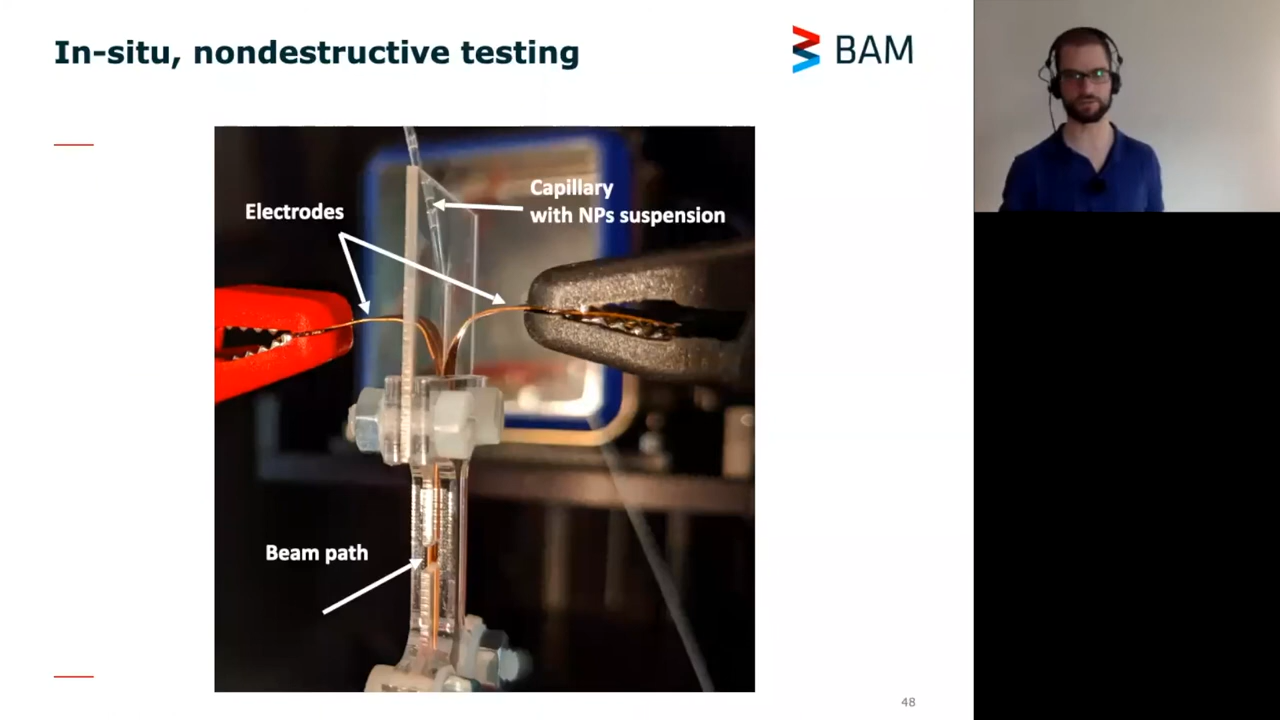 In-situ, nondestructive testing
BAM
Electrodes
Capillary
with NPs suspension
Beam path
48